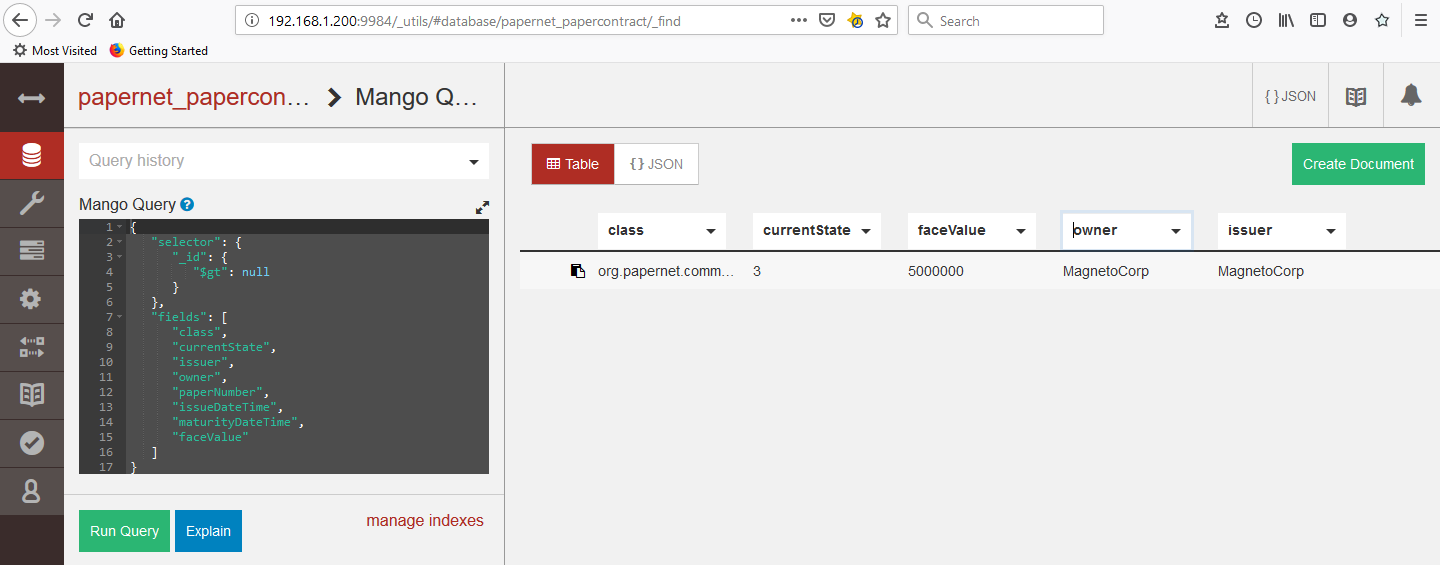 192.168.1.200:9984/_utils/#database/papernet_papercontract/_find
Search
Most Visited
Getting Started
papernet_papercon…
Mango Q…
{ } JSON
Query history
Mango Query
1 {
2 "selector": {
3 "_id": {
4 "$gt": null
5 }
6 },
7 "fields": [
8 "class",
9 "currentState",
10 "issuer",
11 "owner",
12 "paperNumber",
13 "issueDateTime",
14 "maturityDateTime",
15 "faceValue"
16 ]
17 }
Run Query
Explain
manage indexes
Table
{ } JSON
Create Document
class currentState faceValue owner issuer
org.papernet.comm… 3 5000000 MagnetoCorp MagnetoCorp